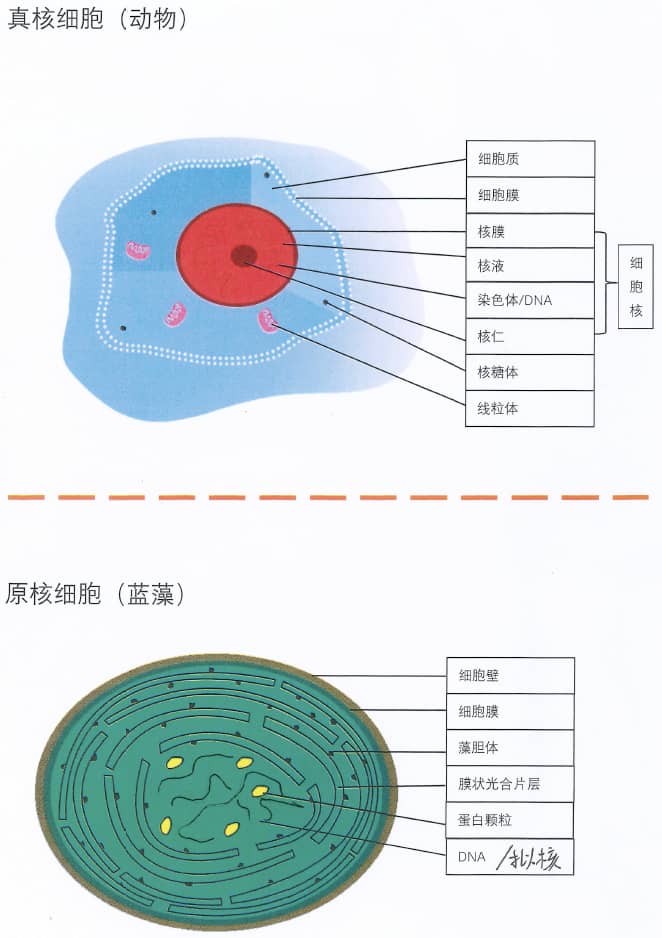 真核细胞（动物）
细胞质
细胞膜
核膜
核液
染色体/DNA
核仁
核糖体
线粒体
细胞核
原核细胞（蓝藻）
细胞壁
细胞膜
藻胆体
膜状光合片层
蛋白颗粒
DNA /拟核